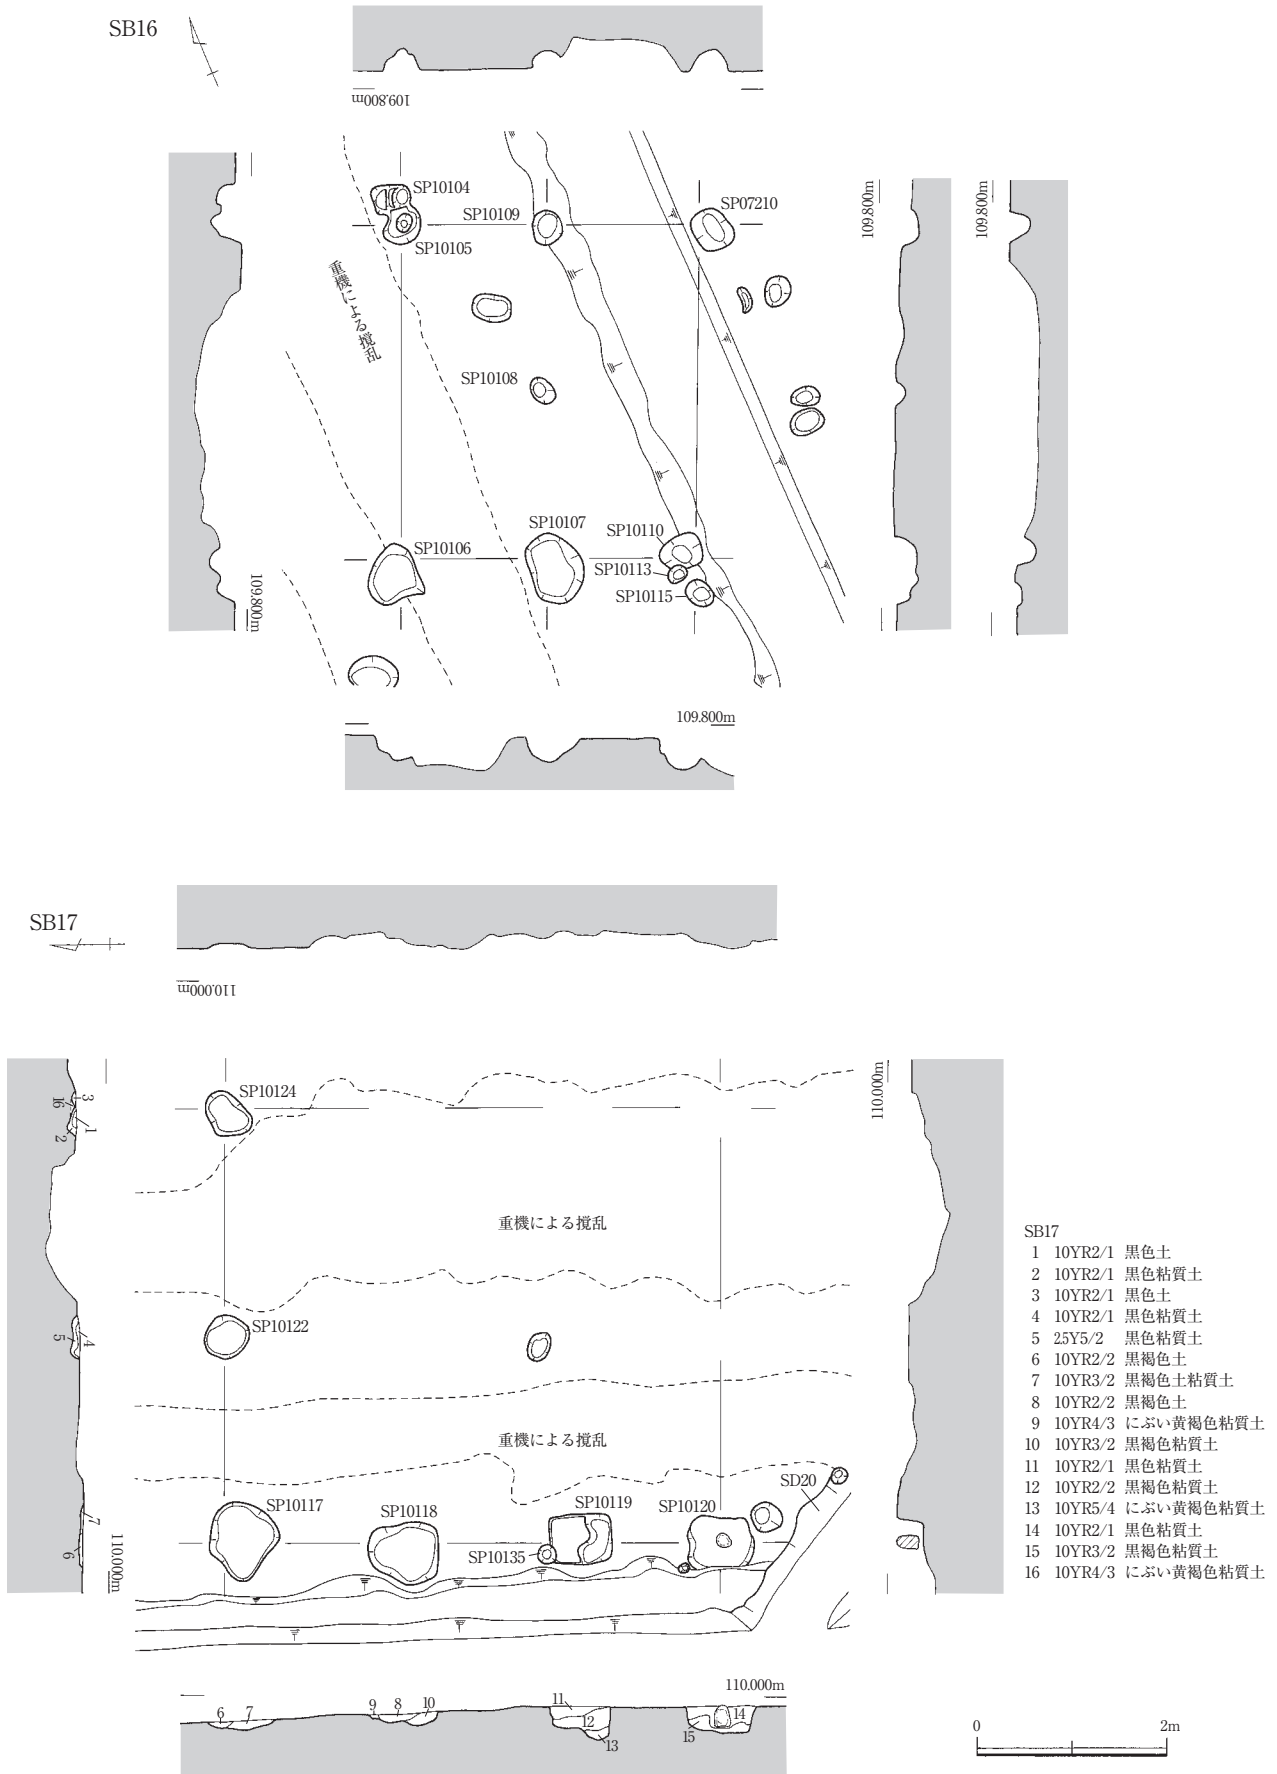 SB16
109.800m
SP10104
SP10109
SP10105
SP07210
109.800m
109.800m
重機による撹乱
SP10108
SP10107
SP10106
SP10110
SP10113
SP10115
109.800m
109.800m
SB17
110.000m
SP10124
3
16
1
2
110.000m
重機による撹乱
SP10122
4
5
重機による撹乱
SP10117
SP10118
SP10119
SP10120
SD20
SP10135
7
6
110.000m
SB17
1 10YR2/1 黒色土
2 10YR2/1 黒色粘質土
3 10YR2/1 黒色土
4 10YR2/1 黒色粘質土
5 25Y5/2 黒色粘質土
6 10YR2/2 黒褐色土
7 10YR3/2 黒褐色土粘質土
8 10YR2/2 黒褐色土
9 10YR4/3 にぶい黄褐色粘質土
10 10YR3/2 黒褐色粘質土
11 10YR2/1 黒色粘質土
12 10YR2/2 黒褐色粘質土
13 10YR5/4 にぶい黄褐色粘質土
14 10YR2/1 黒色粘質土
15 10YR3/2 黒褐色粘質土
16 10YR4/3 にぶい黄褐色粘質土
110.000m
6 7 9 8 10 11 12 13 15 14
0 2m